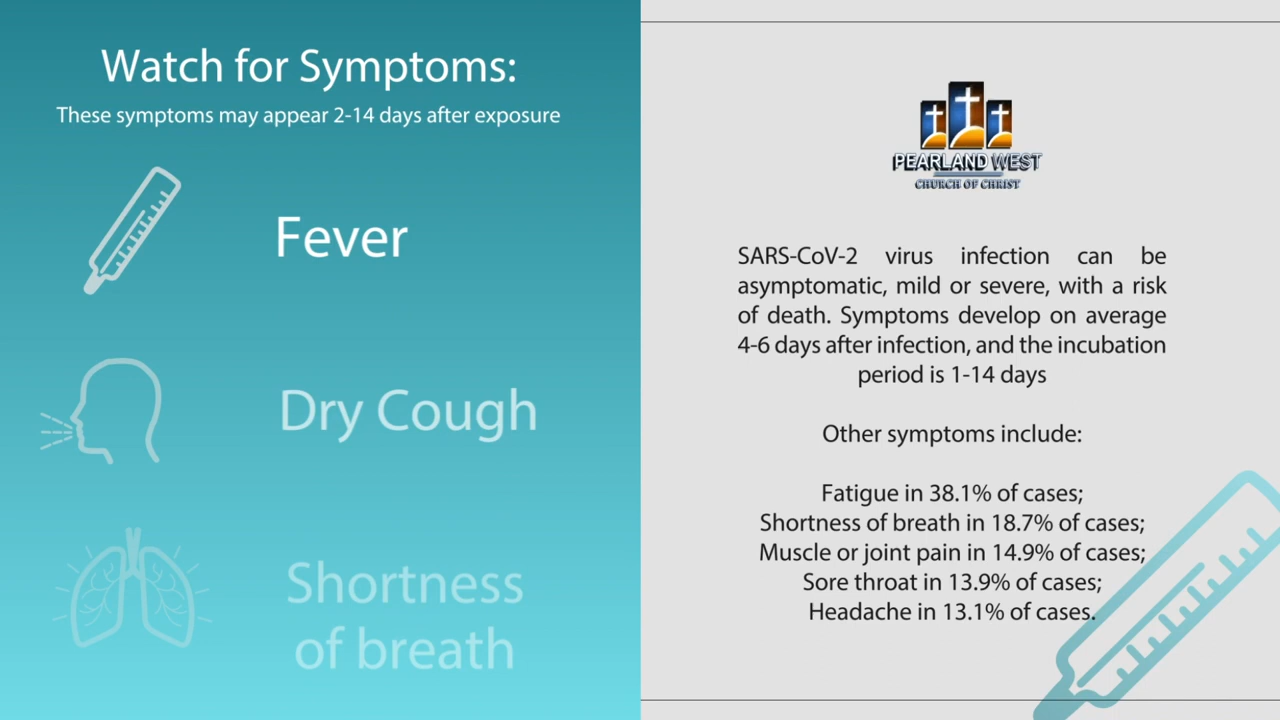 Watch for Symptoms:
These symptoms may appear 2-14 days after exposure
Fever
Dry Cough
Shortness
of breath
PEARLAND WEST
CHURCH OF CHRIST
SARS-CoV-2 virus infection can be
asymptomatic, mild or severe, with a risk
of death. Symptoms develop on average
4-6 days after infection, and the incubation
period is 1-14 days
Other symptoms include:
Fatigue in 38.1% of cases;
Shortness of breath in 18.7% of cases;
Muscle or joint pain in 14.9% of cases;
Sore throat in 13.9% of cases;
Headache in 13.1% of cases.